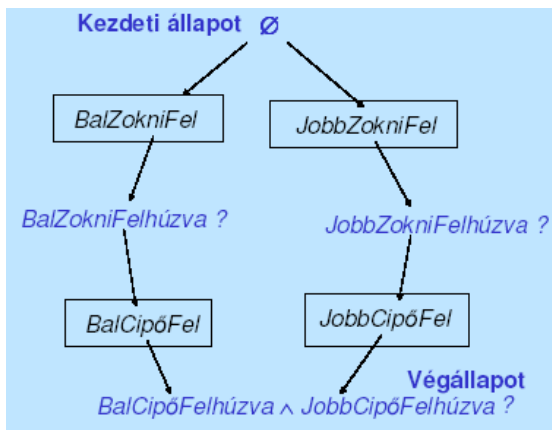 Kezdeti állapot ∅
BalZokniFel
JobbZokniFel
BalZokniFelhúzva ?
JobbZokniFelhúzva ?
BalCipőFel
JobbCipőFel
Végállapot
BalCipőFelhúzva ∧ JobbCipőFelhúzva ?